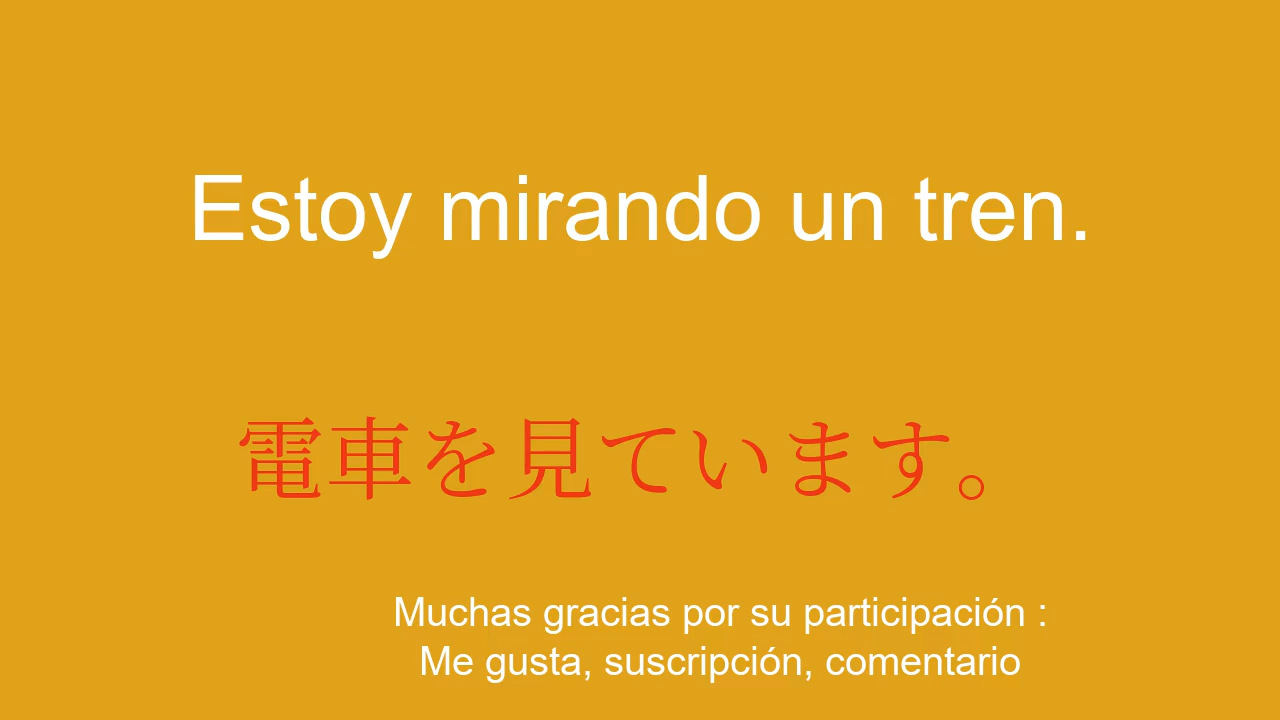 Estoy mirando un tren.
電車を見ています。
Muchas gracias por su participación :
Me gusta, suscripción, comentario